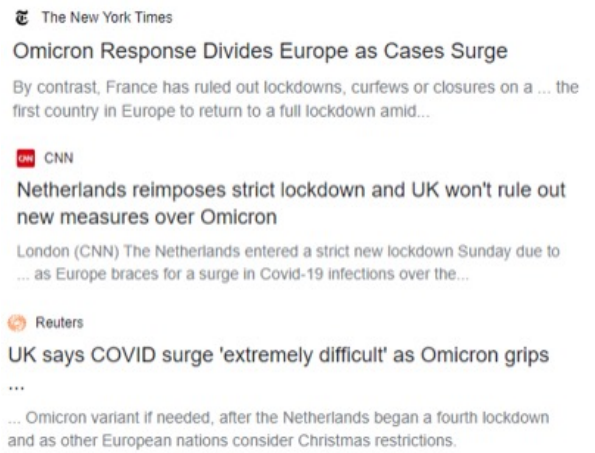 The New York Times
Omicron Response Divides Europe as Cases Surge
By contrast, France has ruled out lockdowns, curfews or closures on a ... the
first country in Europe to return to a full lockdown amid...
CNN CNN
Netherlands reimposes strict lockdown and UK won't rule out
new measures over Omicron
London (CNN) The Netherlands entered a strict new lockdown Sunday due to
... as Europe braces for a surge in Covid-19 infections over the...
Reuters
UK says COVID surge 'extremely difficult' as Omicron grips
...
... Omicron variant if needed, after the Netherlands began a fourth lockdown
and as other European nations consider Christmas restrictions.